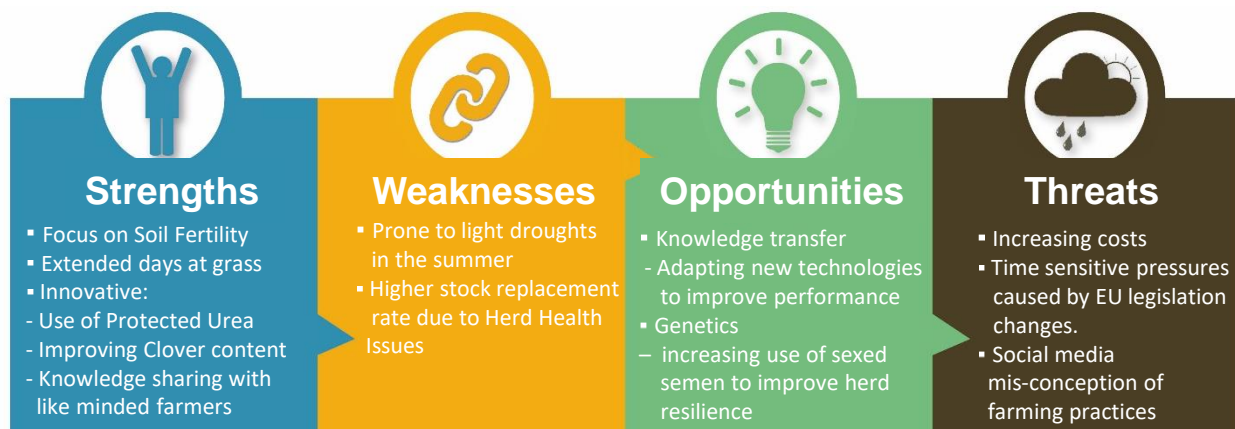 Strengths
▪ Focus on Soil Fertility
▪ Extended days at grass
▪ Innovative:
- Use of Protected Urea
- Improving Clover content
- Knowledge sharing with
like minded farmers
Weaknesses
▪ Prone to light droughts
in the summer
▪ Higher stock replacement
rate due to Herd Health
Issues
Opportunities
▪ Knowledge transfer
- Adapting new technologies
to improve performance
▪ Genetics
– increasing use of sexed
semen to improve herd
resilience
Threats
▪ Increasing costs
▪ Time sensitive pressures
caused by EU legislation
changes.
▪ Social media
mis-conception of
farming practices